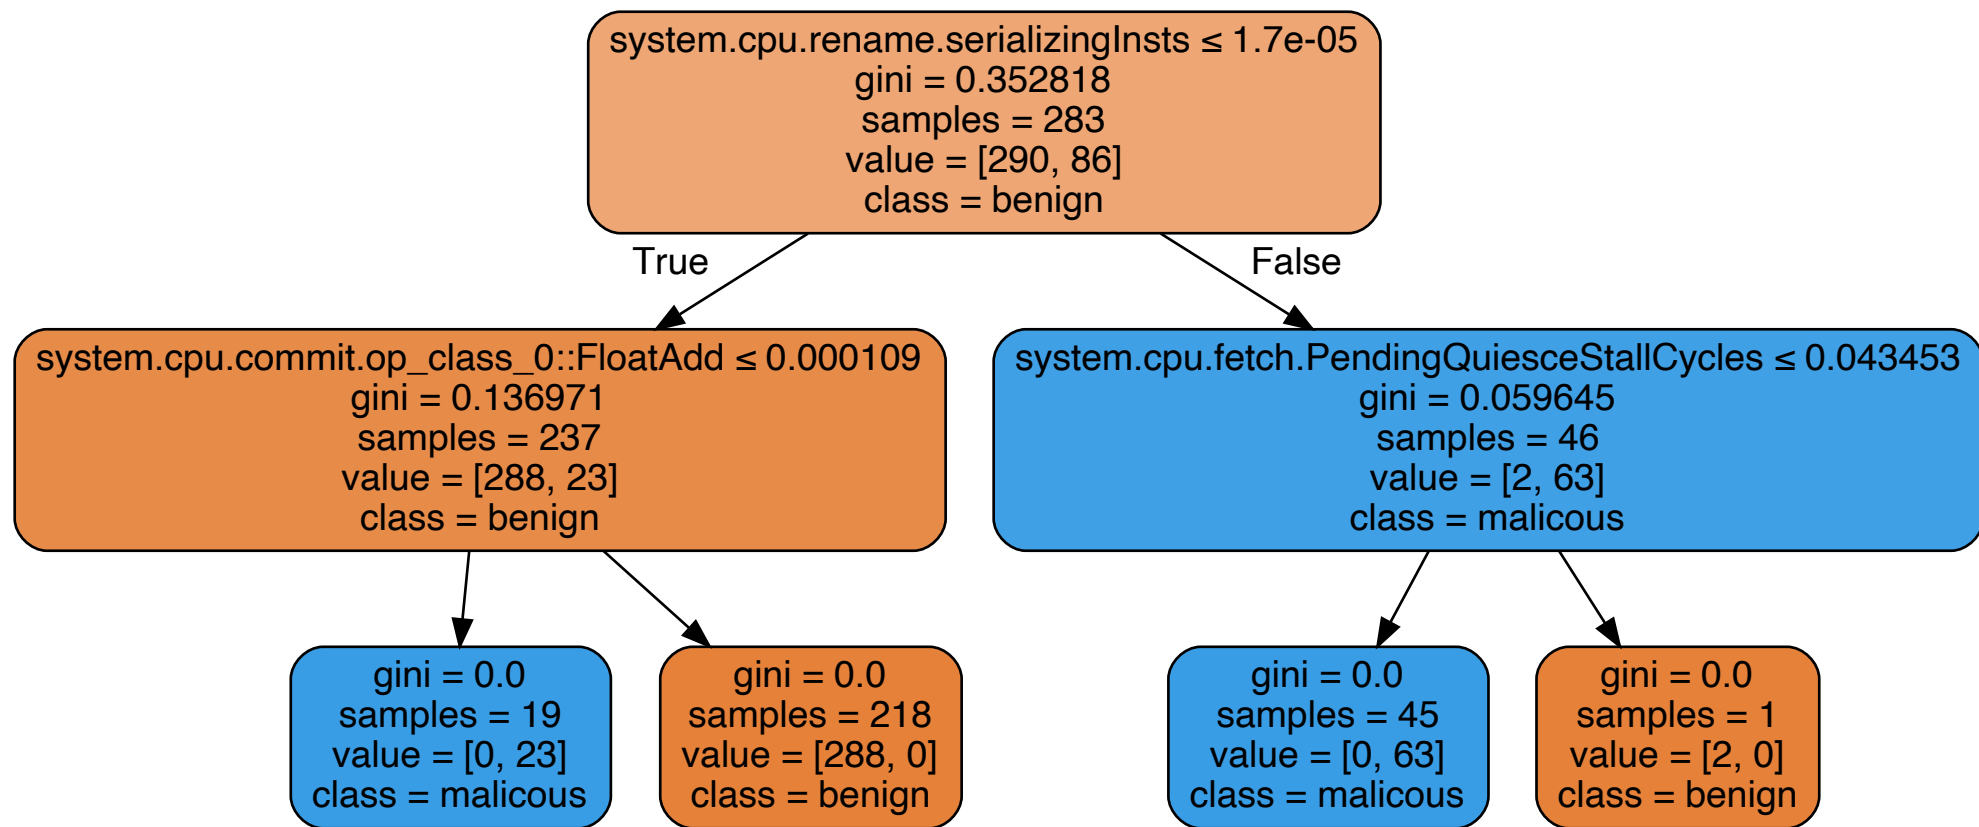 system.cpu.rename.serializingInsts ≤ 1.7e-05
gini = 0.352818
samples = 283
value = [290, 86]
class = benign
True
False
system.cpu.commit.op_class_0::FloatAdd ≤ 0.000109
gini = 0.136971
samples = 237
value = [288, 23]
class = benign
system.cpu.fetch.PendingQuiesceStallCycles ≤ 0.043453
gini = 0.059645
samples = 46
value = [2, 63]
class = malicous
gini = 0.0
samples = 19
value = [0, 23]
class = malicous
gini = 0.0
samples = 218
value = [288, 0]
class = benign
gini = 0.0
samples = 45
value = [0, 63]
class = malicous
gini = 0.0
samples = 1
value = [2, 0]
class = benign